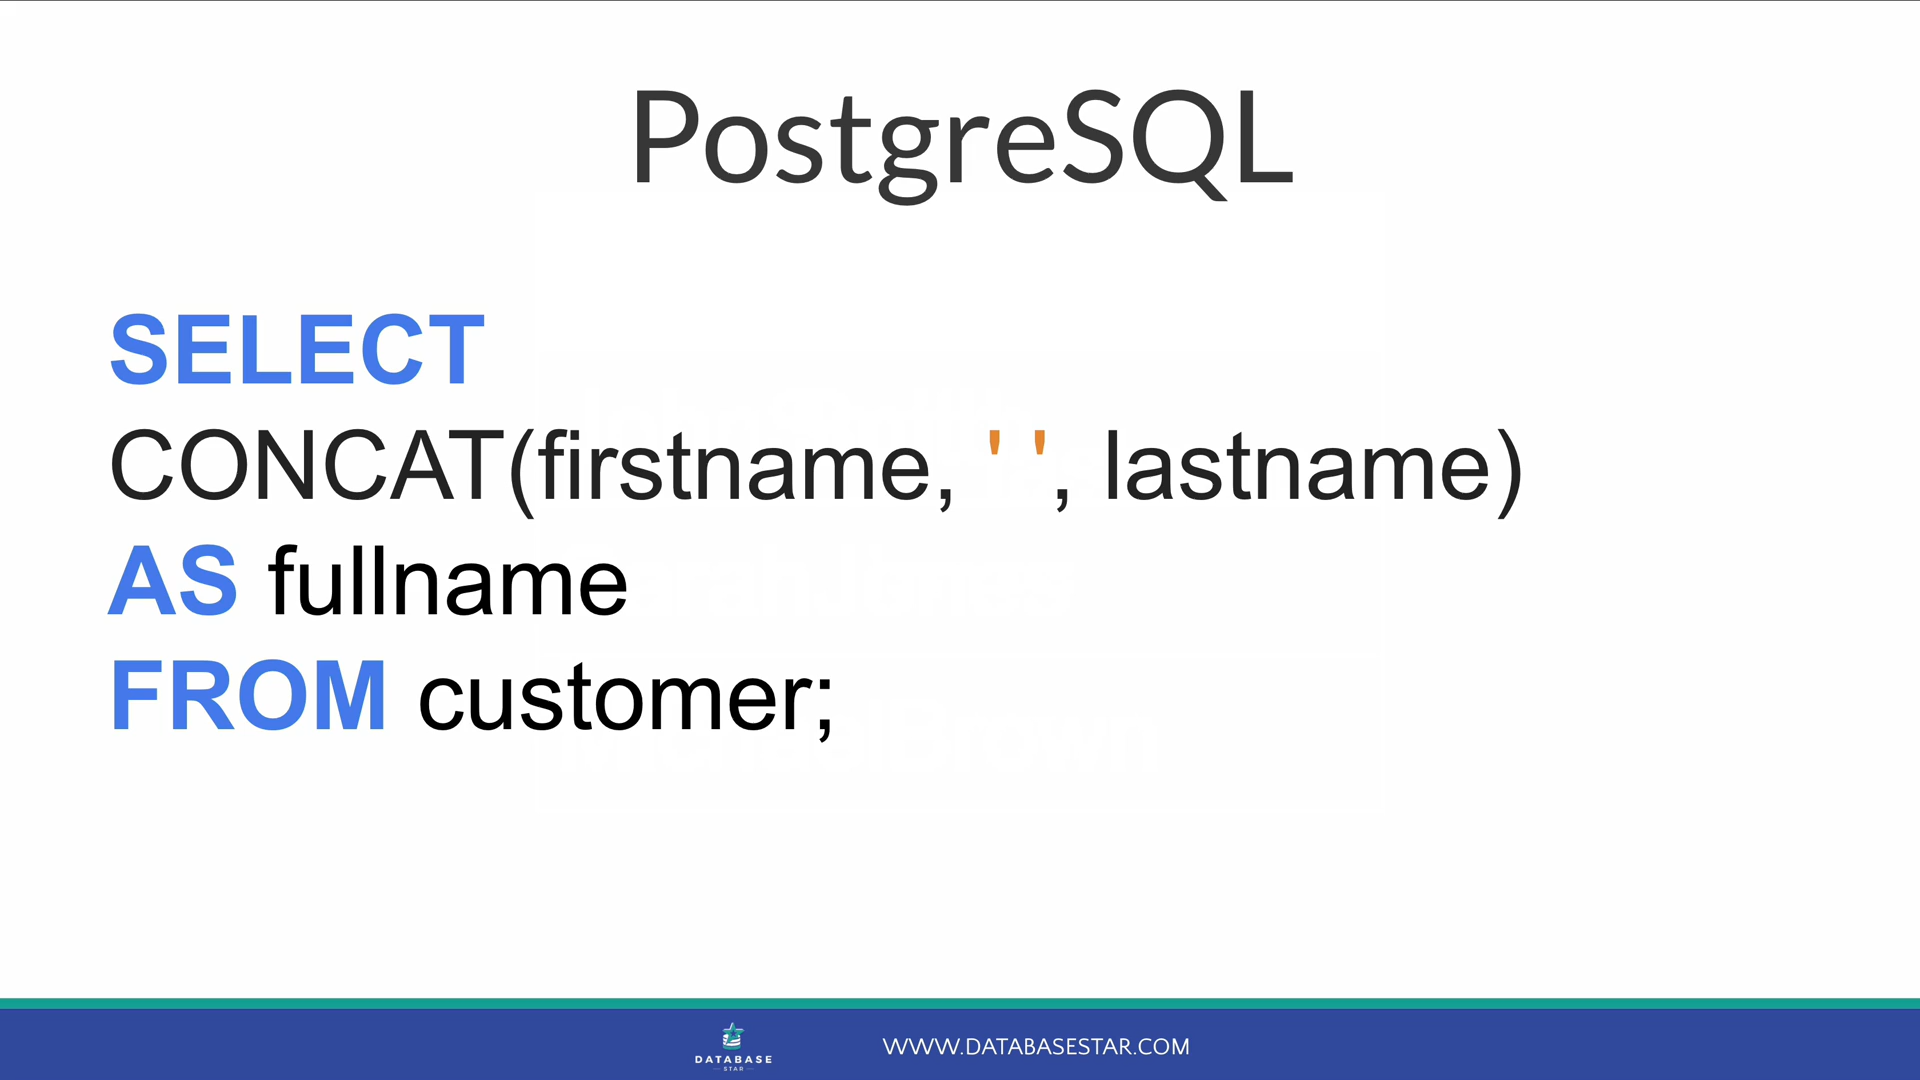 PostgreSQL
SELECT
CONCAT(firstname, ' ', lastname)
AS fullname
FROM customer;
DATABASE
STAR
WWW.DATABASESTAR.COM